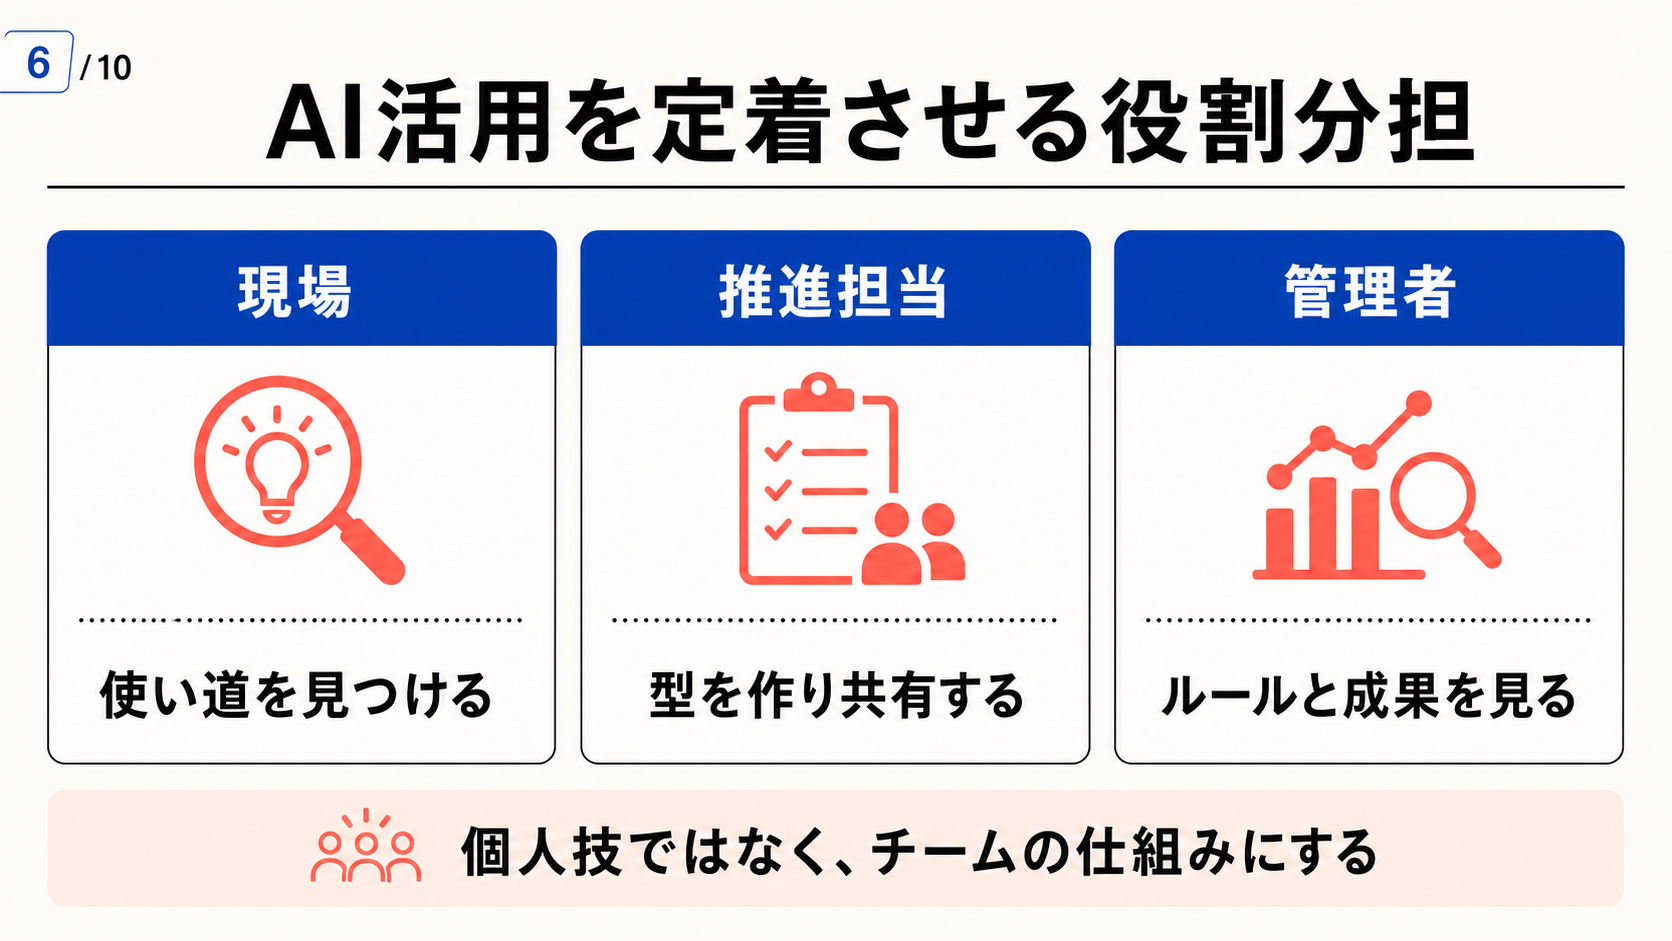 6 / 10
AI活用を定着させる役割分担
現場
使い道を見つける
推進担当
型を作り共有する
管理者
ルールと成果を見る
個人技ではなく、チームの仕組みにする